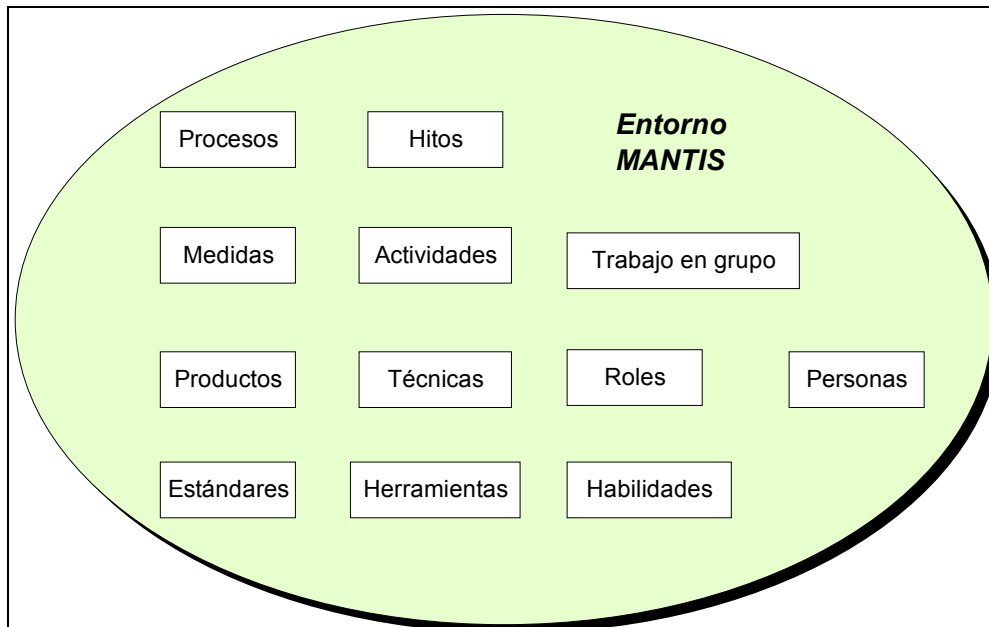 Procesos
Hitos
Entorno
MANTIS
Medidas
Actividades
Trabajo en grupo
Productos
Técnicas
Roles
Personas
Estándares
Herramientas
Habilidades